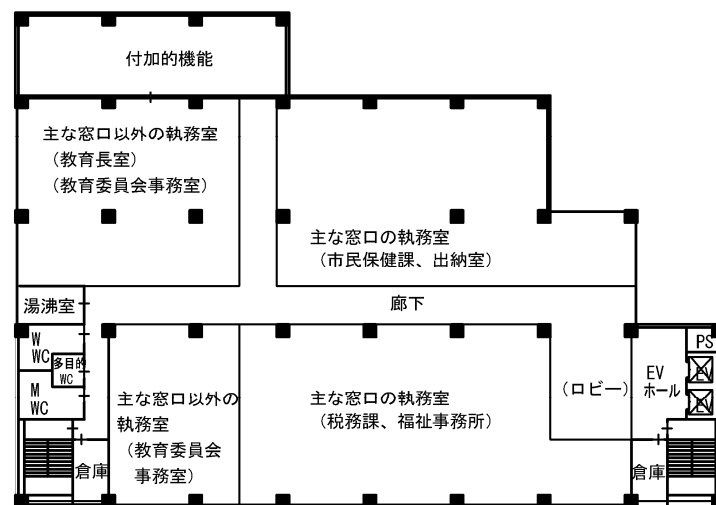 付加的機能
主な窓口以外の執務室
（教育長室）
（教育委員会事務室）
主な窓口の執務室
（市民保健課、出納室）
湯沸室
廊下
W
WC
多目的
WC
M
WC
主な窓口以外の
執務室
（教育委員会
事務室）
主な窓口の執務室
（税務課、福祉事務所）
（ロビー）
EV
ホール
PS
EV
EV
倉庫
倉庫